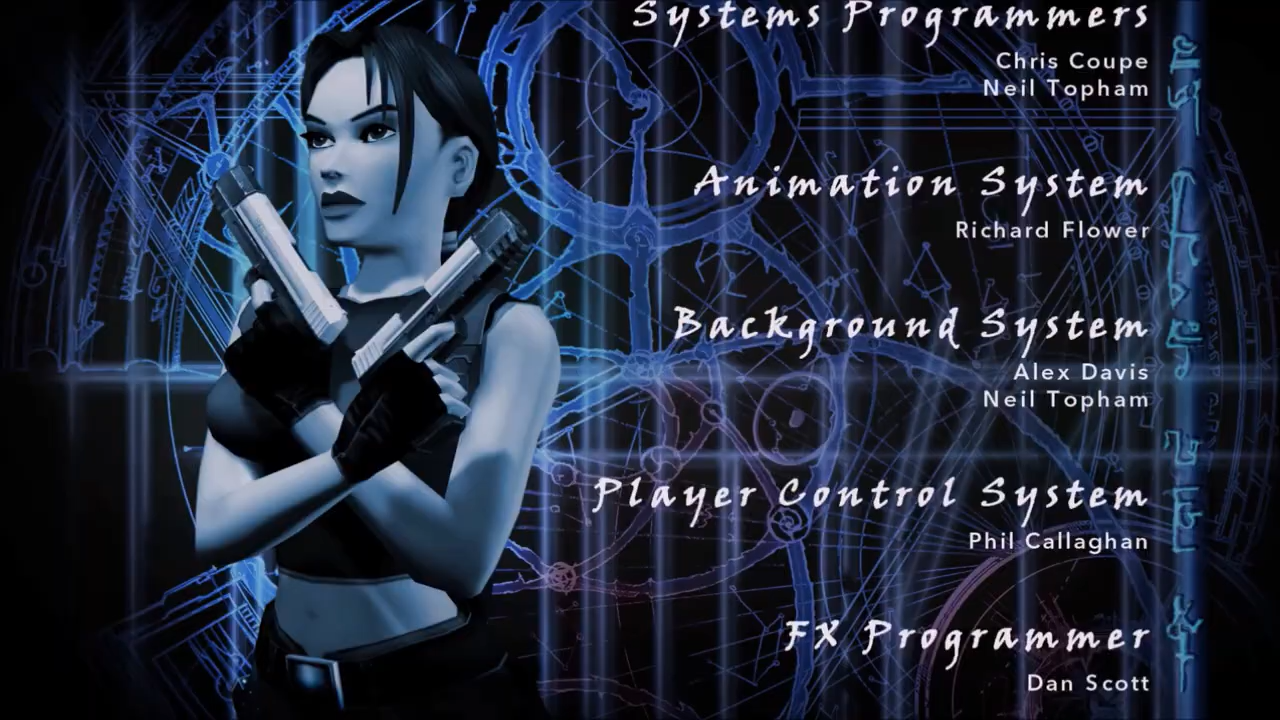 Systems Programmers
Chris Coupe
Neil Topham
Animation System
Richard Flower
Background System
Alex Davis
Neil Topham
Player Control System
Phil Callaghan
FX Programmer
Dan Scott